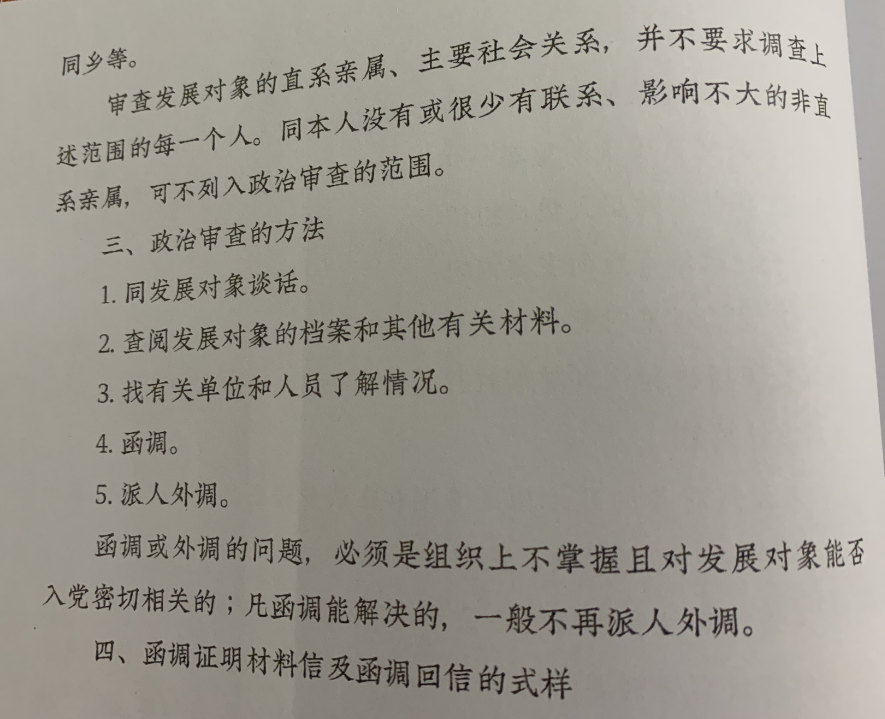 同乡等。
审查发展对象的直系亲属、主要社会关系，并不要求调查上
述范围的每一个人。同本人没有或很少有联系、影响不大的非直
系亲属，可不列入政治审查的范围。
三、政治审查的方法
1. 同发展对象谈话。
2. 查阅发展对象的档案和其他有关材料。
3. 找有关单位和人员了解情况。
4. 函调。
5. 派人外调。
函调或外调的问题，必须是组织上不掌握且对发展对象能否
入党密切相关的；凡函调能解决的，一般不再派人外调。
四、函调证明材料信及函调回信的式样